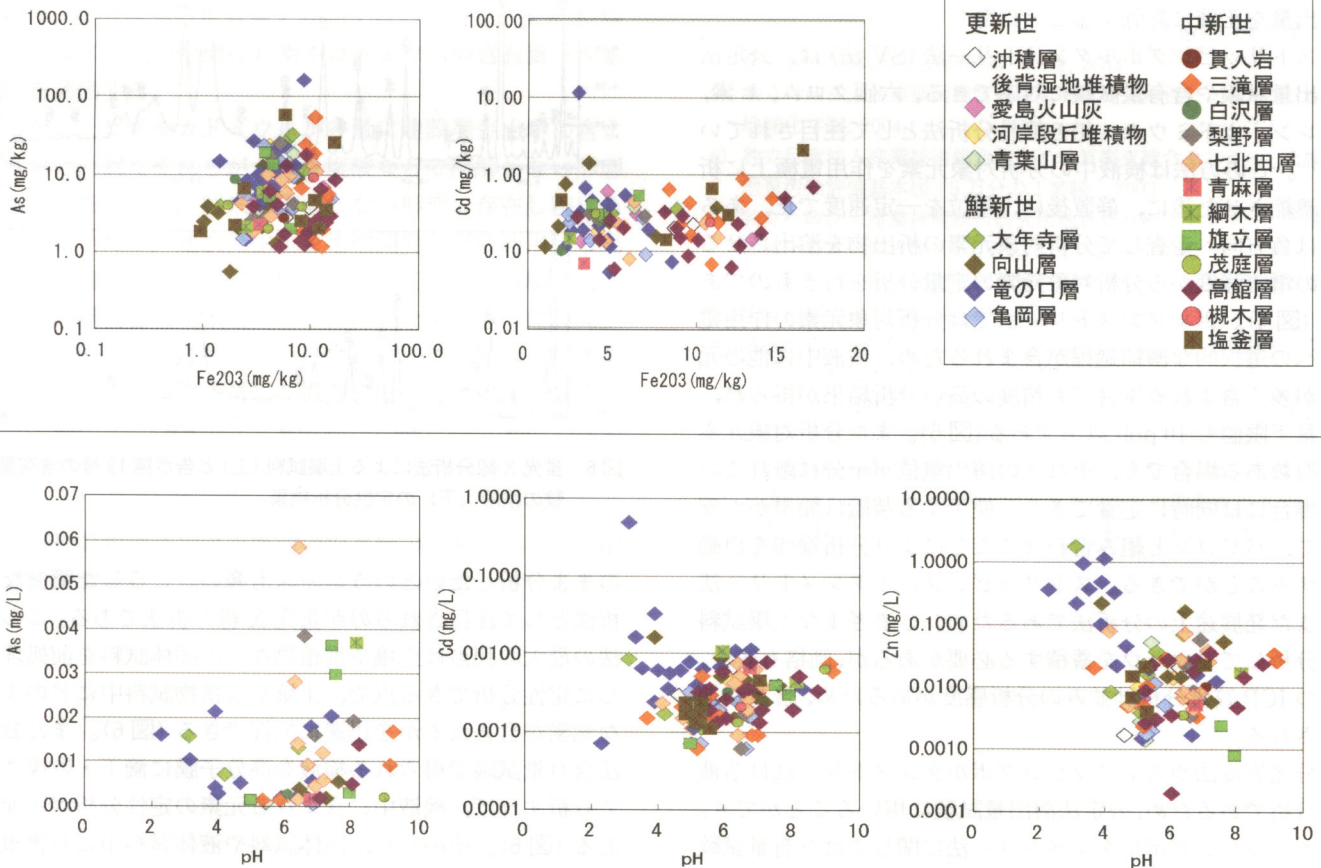 1000.0
100.0
10.0
1.0
0.1
As(mg/kg)
0.1
1.0
10.0
100.0
Fe203(mg/kg)
100.00
10.00
1.00
0.10
0.01
Cd(mg/kg)
0
5
10
15
20
Fe203(mg/kg)
更新世
沖積層
後背湿地堆積物
愛島火山灰
河岸段丘堆積物
青葉山層
鮮新世
大年寺層
向山層
竜の口層
亀岡層
中新世
貫入岩
三滝層
白沢層
梨野層
七北田層
青麻層
綱木層
旗立層
茂庭層
高館層
槻木層
塩釜層
0.07
0.06
0.05
0.04
0.03
0.02
0.01
0.00
As(mg/L)
0
2
4
6
8
10
pH
1.0000
0.1000
0.0100
0.0010
0.0001
Cd(mg/L)
0
2
4
6
8
10
pH
10.0000
1.0000
0.1000
0.0100
0.0010
Zn(mg/L)
0
2
4
6
8
10
pH